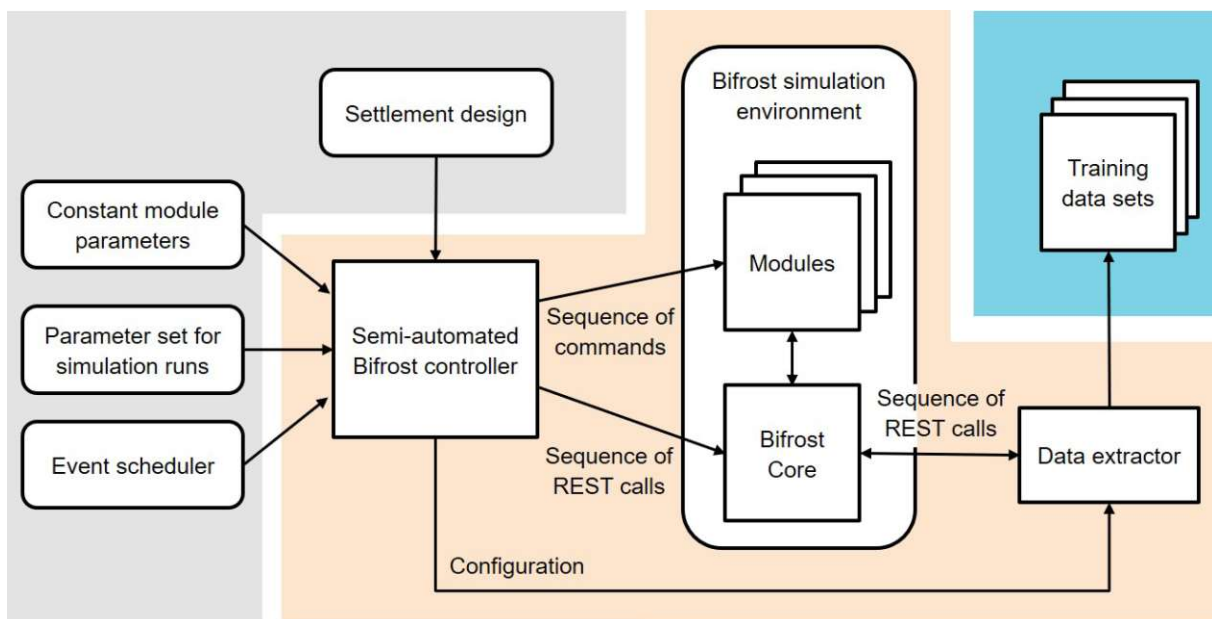 Settlement design
Bifrost simulation
environment
Training
data sets
Constant module
parameters
Modules
Parameter set for
simulation runs
Semi-automated
Bifrost controller
Sequence of
commands
Event scheduler
Sequence of
REST calls
Bifrost
Core
Sequence of
REST calls
Data extractor
Configuration